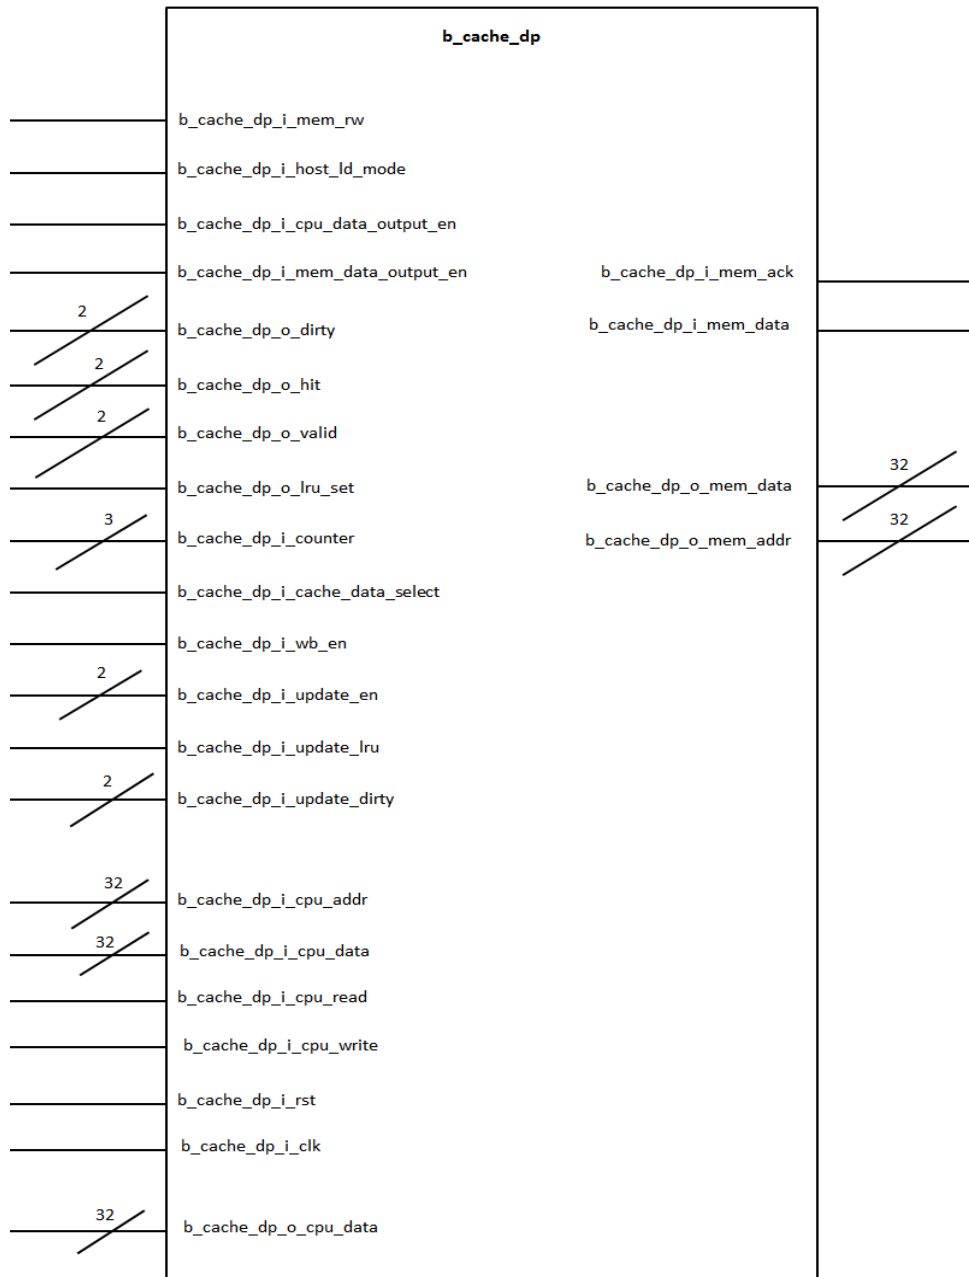 b_cache_dp
b_cache_dp_i_mem_rw
b_cache_dp_i_host_ld_mode
b_cache_dp_i_cpu_data_output_en
b_cache_dp_i_mem_data_output_en
b_cache_dp_i_mem_ack
2
b_cache_dp_o_dirty
b_cache_dp_i_mem_data
2
b_cache_dp_o_hit
2
b_cache_dp_o_valid
32
b_cache_dp_o_lru_set
b_cache_dp_o_mem_data
3
32
b_cache_dp_i_counter
b_cache_dp_o_mem_addr
b_cache_dp_i_cache_data_select
b_cache_dp_i_wb_en
2
b_cache_dp_i_update_en
b_cache_dp_i_update_lru
2
b_cache_dp_i_update_dirty
32
b_cache_dp_i_cpu_addr
32
b_cache_dp_i_cpu_data
b_cache_dp_i_cpu_read
b_cache_dp_i_cpu_write
b_cache_dp_i_rst
b_cache_dp_i_clk
32
b_cache_dp_o_cpu_data